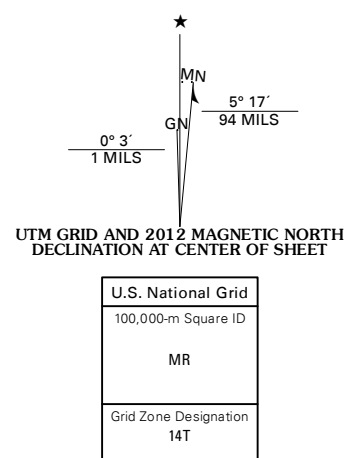 ★
MN
GN
5° 17´
94 MILS
0° 3´
1 MILS
UTM GRID AND 2012 MAGNETIC NORTH
DECLINATION AT CENTER OF SHEET
U.S. National Grid
100,000-m Square ID
MR
Grid Zone Designation
14T